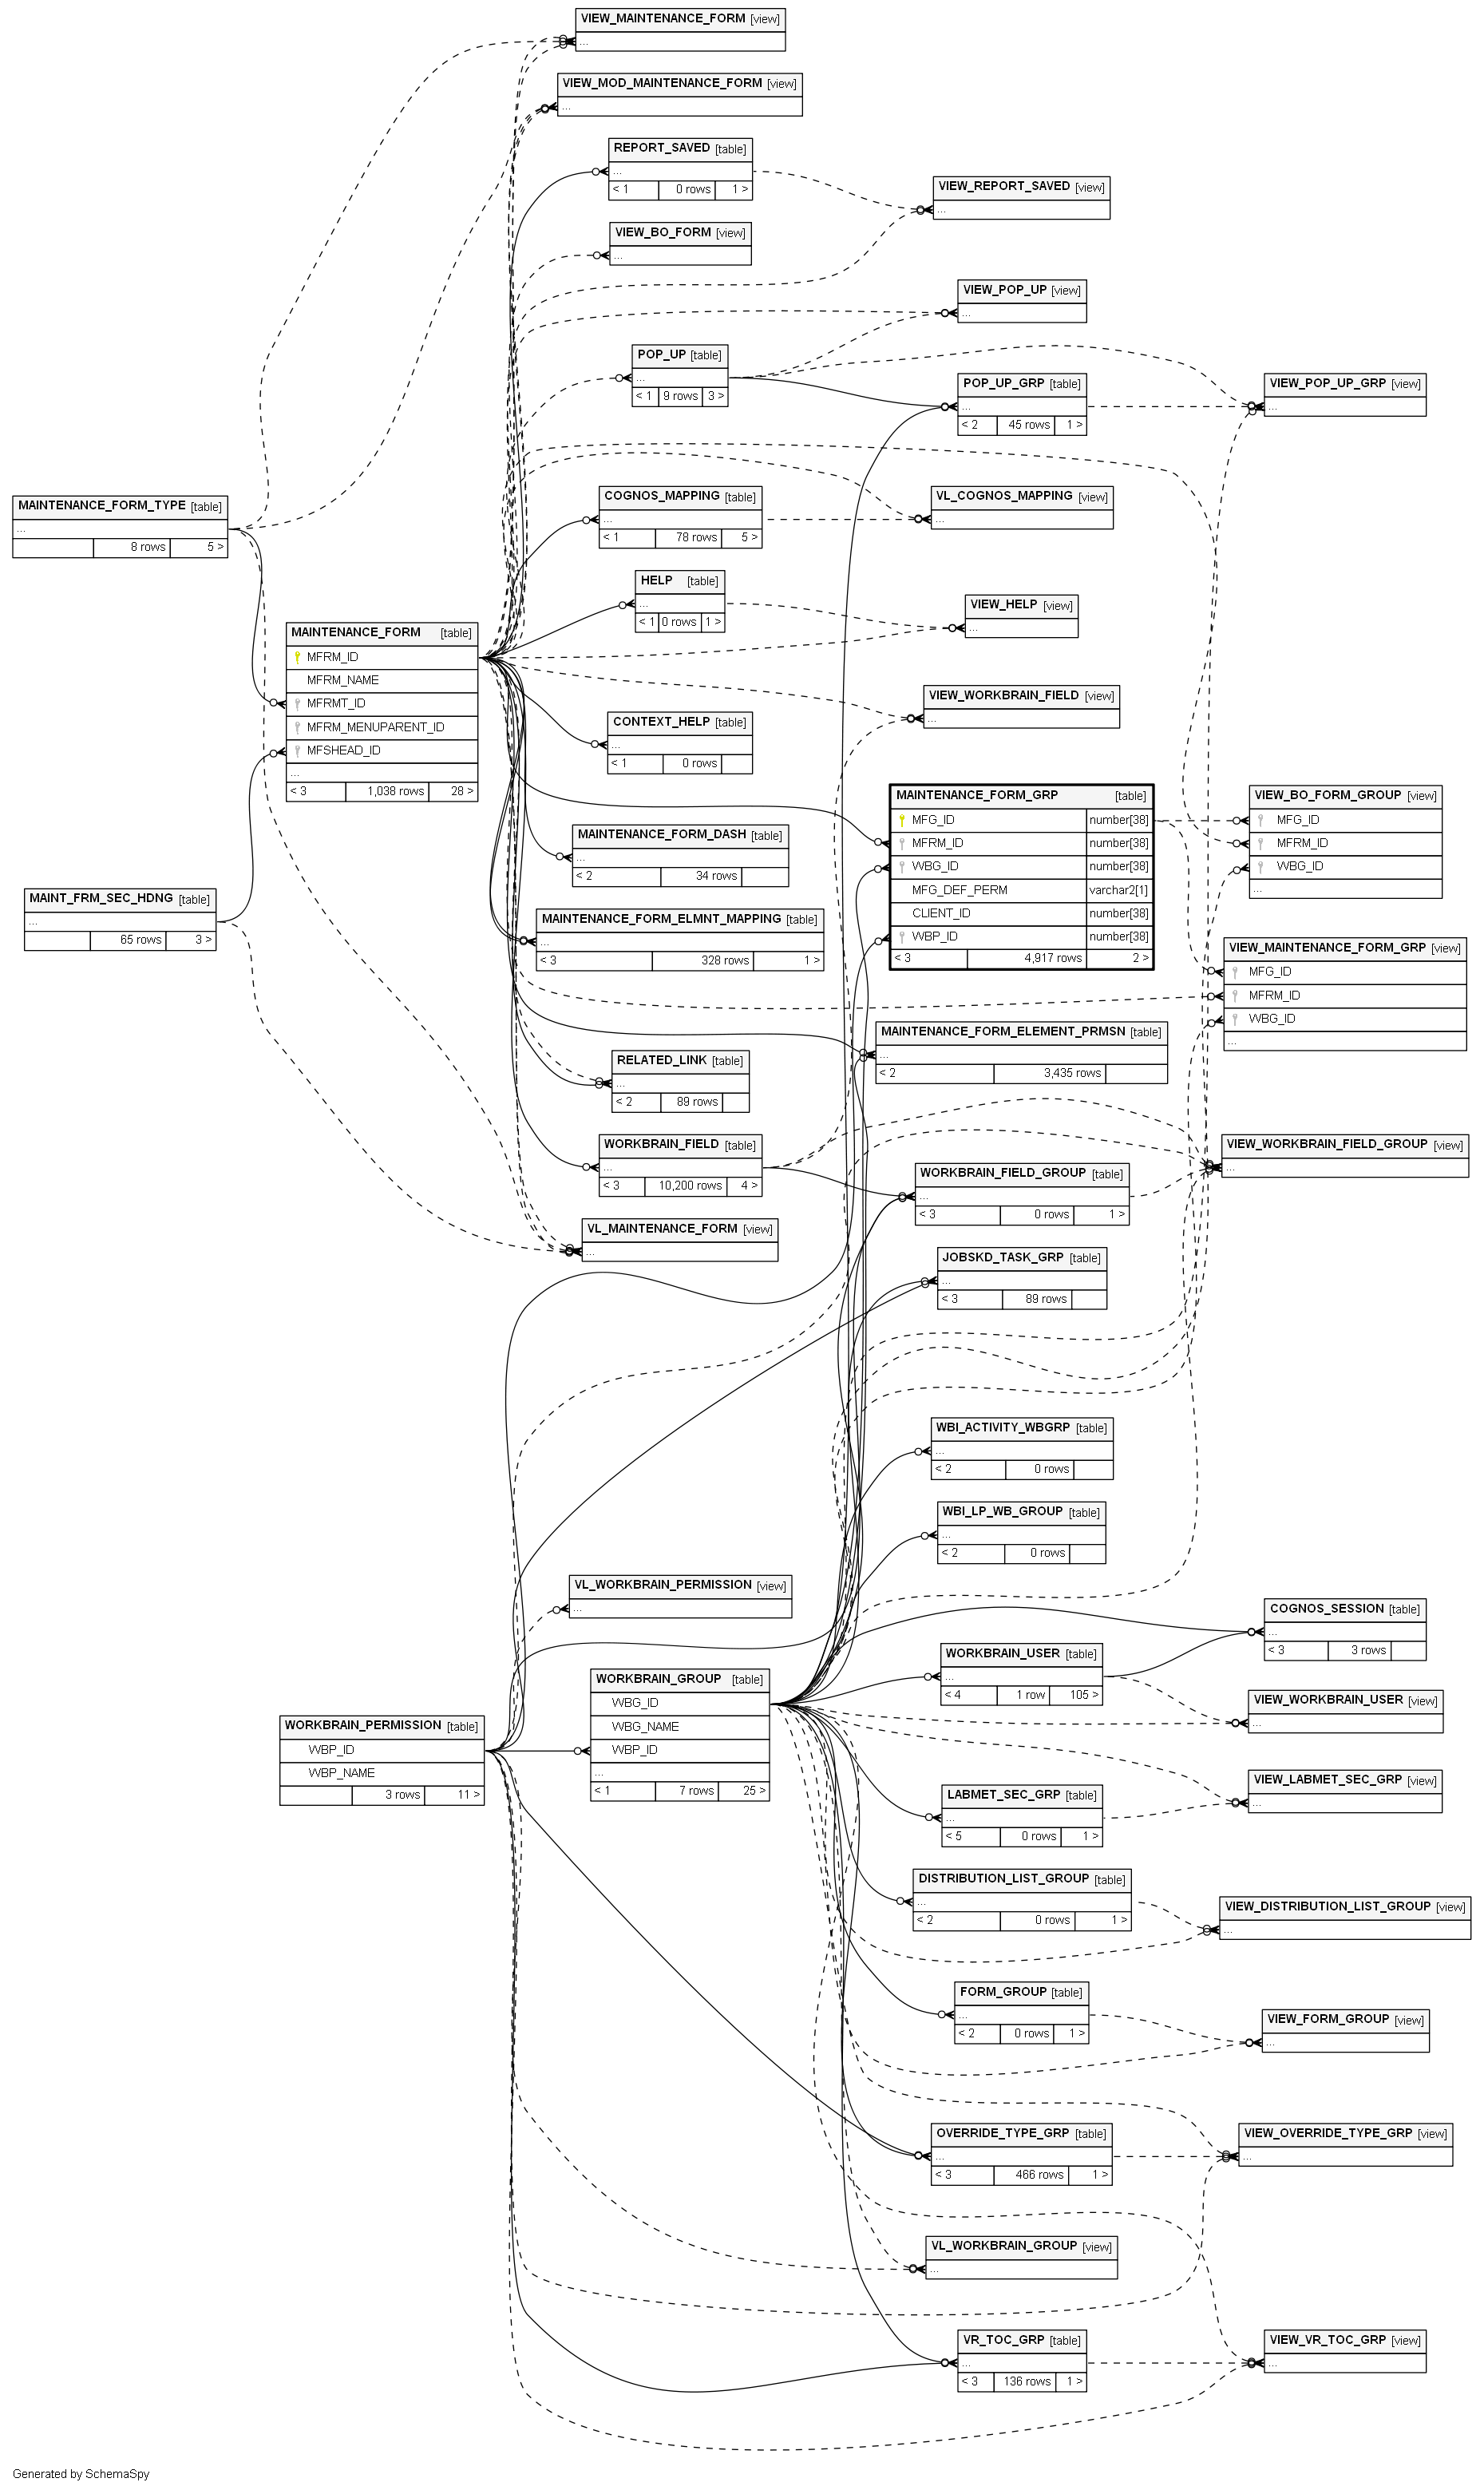 VIEW_MAINTENANCE_FORM [view]
...
VIEW_MOD_MAINTENANCE_FORM [view]
...
REPORT_SAVED [table]
...
< 1 0 rows 1 >
VIEW_REPORT_SAVED [view]
...
VIEW_BO_FORM [view]
...
VIEW_POP_UP [view]
...
POP_UP [table]
...
< 1 9 rows 3 >
POP_UP_GRP [table]
...
< 2 45 rows 1 >
VIEW_POP_UP_GRP [view]
...
MAINTENANCE_FORM_TYPE [table]
...
8 rows 5 >
COGNOS_MAPPING [table]
...
< 1 78 rows 5 >
VL_COGNOS_MAPPING [view]
...
HELP [table]
...
< 1 0 rows 1 >
VIEW_HELP [view]
...
MAINTENANCE_FORM [table]
MFRM_ID
MFRM_NAME
MFRMT_ID
MFRM_MENUPARENT_ID
MFSHEAD_ID
...
< 3 1,038 rows 28 >
VIEW_WORKBRAIN_FIELD [view]
...
CONTEXT_HELP [table]
...
< 1 0 rows
MAINTENANCE_FORM_GRP [table]
MFG_ID number[38]
MFRM_ID number[38]
WBG_ID number[38]
MFG_DEF_PERM varchar2[1]
CLIENT_ID number[38]
WBP_ID number[38]
< 3 4,917 rows 2 >
VIEW_BO_FORM_GROUP [view]
MFG_ID
MFRM_ID
WBG_ID
...
MAINTENANCE_FORM_DASH [table]
...
< 2 34 rows
MAINT_FRM_SEC_HDNG [table]
...
65 rows 3 >
MAINTENANCE_FORM_ELMNT_MAPPING [table]
...
< 3 328 rows 1 >
VIEW_MAINTENANCE_FORM_GRP [view]
MFG_ID
MFRM_ID
WBG_ID
...
MAINTENANCE_FORM_ELEMENT_PRMSN [table]
...
< 2 3,435 rows
RELATED_LINK [table]
...
< 2 89 rows
WORKBRAIN_FIELD [table]
...
< 3 10,200 rows 4 >
VIEW_WORKBRAIN_FIELD_GROUP [view]
...
WORKBRAIN_FIELD_GROUP [table]
...
< 3 0 rows 1 >
VL_MAINTENANCE_FORM [view]
...
JOBSKD_TASK_GRP [table]
...
< 3 89 rows
WBI_ACTIVITY_WBGRP [table]
...
< 2 0 rows
WBI_LP_WB_GROUP [table]
...
< 2 0 rows
VL_WORKBRAIN_PERMISSION [view]
...
COGNOS_SESSION [table]
...
< 3 3 rows
WORKBRAIN_USER [table]
...
< 4 1 row 105 >
WORKBRAIN_GROUP [table]
WBG_ID
WBG_NAME
WBP_ID
...
< 1 7 rows 25 >
VIEW_WORKBRAIN_USER [view]
...
WORKBRAIN_PERMISSION [table]
WBP_ID
WBP_NAME
3 rows 11 >
VIEW_LABMET_SEC_GRP [view]
...
LABMET_SEC_GRP [table]
...
< 5 0 rows 1 >
DISTRIBUTION_LIST_GROUP [table]
...
< 2 0 rows 1 >
VIEW_DISTRIBUTION_LIST_GROUP [view]
...
FORM_GROUP [table]
...
< 2 0 rows 1 >
VIEW_FORM_GROUP [view]
...
OVERRIDE_TYPE_GRP [table]
...
< 3 466 rows 1 >
VIEW_OVERRIDE_TYPE_GRP [view]
...
VL_WORKBRAIN_GROUP [view]
...
VR_TOC_GRP [table]
...
< 3 136 rows 1 >
VIEW_VR_TOC_GRP [view]
...
Generated by SchemaSpy